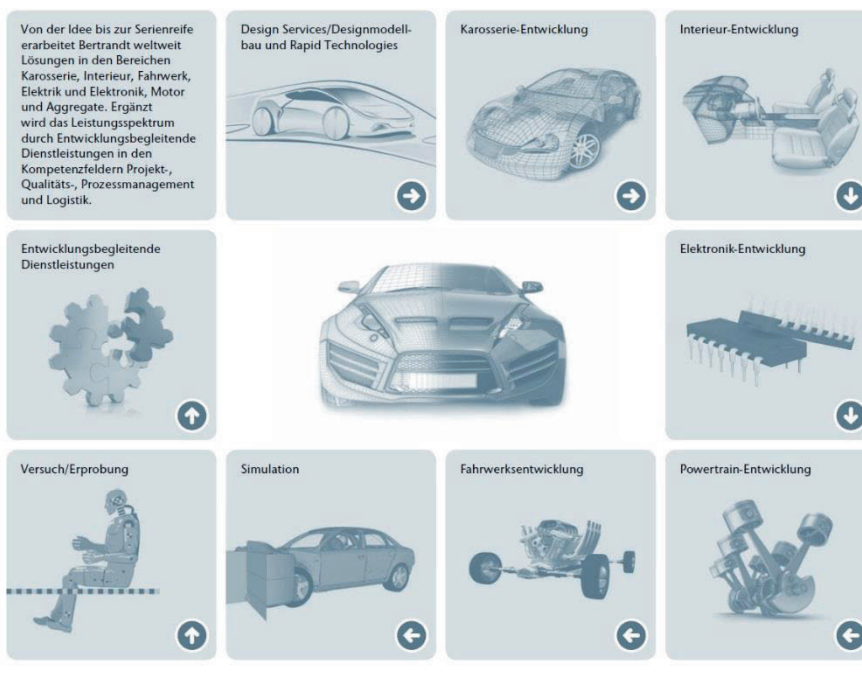 Von der Idee bis zur Serienreife
erarbeitet Bertrandt weltweit
Lösungen in den Bereichen
Karosserie, Interieur, Fahrwerk,
Elektrik und Elektronik, Motor
und Aggregate. Ergänzt
wird das Leistungsspektrum
durch Entwicklungsbegleitende
Dienstleistungen in den
Kompetenzfeldern Projekt-,
Qualitäts-, Prozessmanagement
und Logistik.
Design Services/Designmodell-
bau und Rapid Technologies
Karosserie-Entwicklung
Interieur-Entwicklung
Entwicklungsbegleitende
Dienstleistungen
Elektronik-Entwicklung
Versuch/Erprobung
Simulation
Fahrwerksentwicklung
Powertrain-Entwicklung